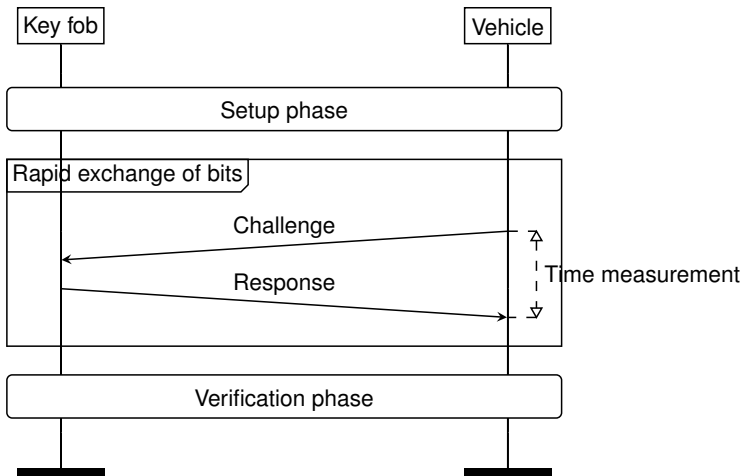 Key fob
Vehicle
Setup phase
Rapid exchange of bits
Challenge
Response
Time measurement
Verification phase